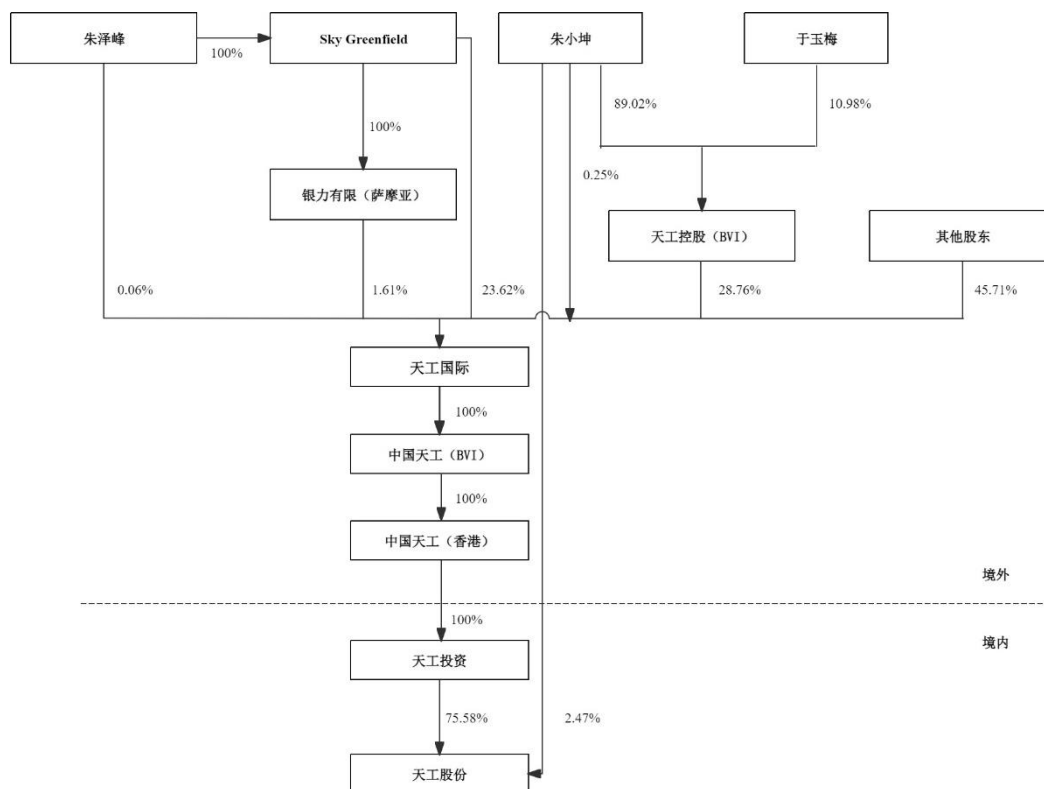 朱泽峰
100%
Sky Greenfield
朱小坤
于玉梅
100%
89.02%
10.98%
0.25%
银力有限（萨摩亚）
天工控股（BVI）
其他股东
0.06%
1.61%
23.62%
28.76%
45.71%
天工国际
100%
中国天工（BVI）
100%
中国天工（香港）
境外
100%
境内
天工投资
75.58%
2.47%
天工股份